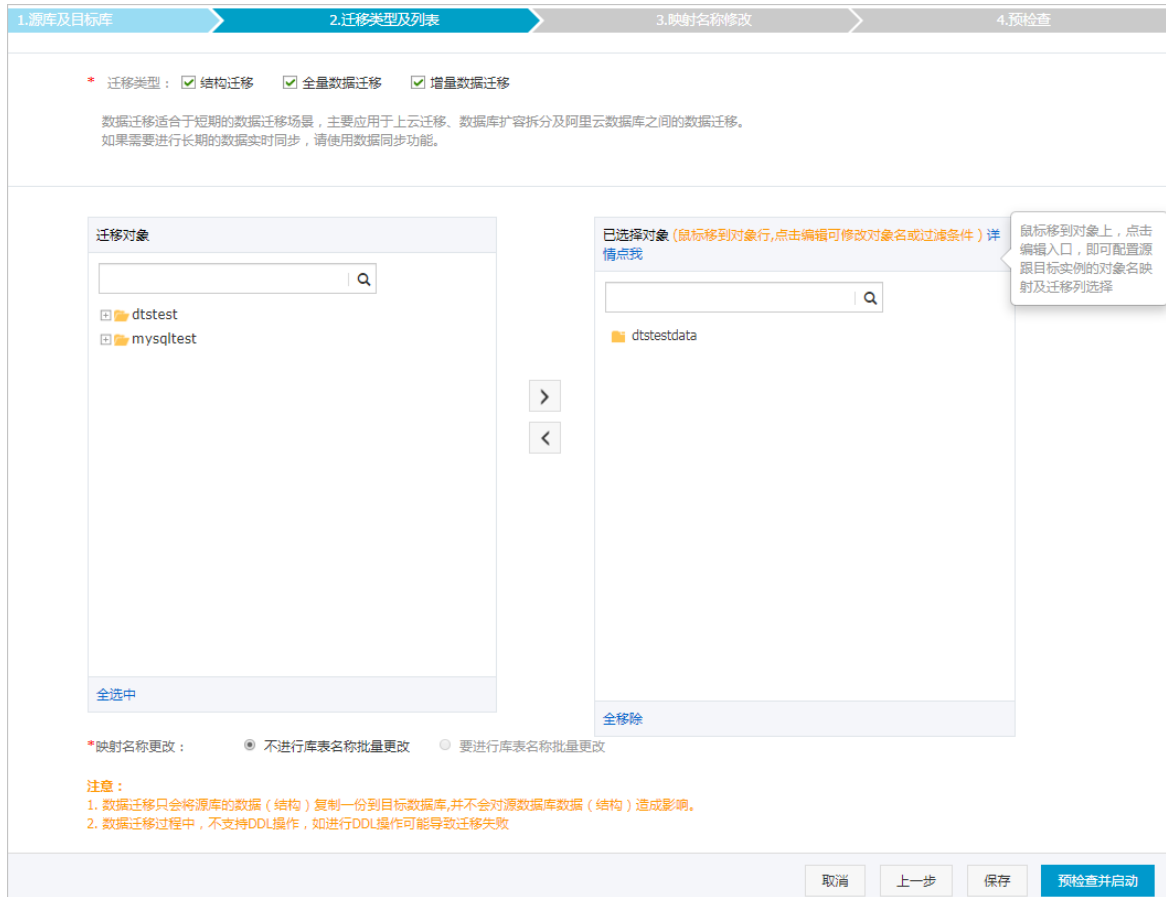 1.源库及目标库
2.迁移类型及列表
3.映射名称修改
4.预检查
* 迁移类型： 结构迁移 全量数据迁移 增量数据迁移
数据迁移适合于短期的数据迁移场景，主要应用于上云迁移、数据库扩容拆分及阿里云数据库之间的数据迁移。
如果需要进行长期的数据实时同步，请使用数据同步功能。
迁移对象
dtstest
mysqltest
全选中
已选择对象 (鼠标移到对象行,点击编辑可修改对象名或过滤条件 ) 详
情点我
dtstestdata
全移除
鼠标移到对象上，点击
编辑入口，即可配置源
跟目标实例的对象名映
射及迁移列选择
*映射名称更改： 不进行库表名称批量更改 要进行库表名称批量更改
注意：
1. 数据迁移只会将源库的数据（结构）复制一份到目标数据库,并不会对源数据库数据（结构）造成影响。
2. 数据迁移过程中，不支持DDL操作，如进行DDL操作可能导致迁移失败
取消
上一步
保存
预检查并启动